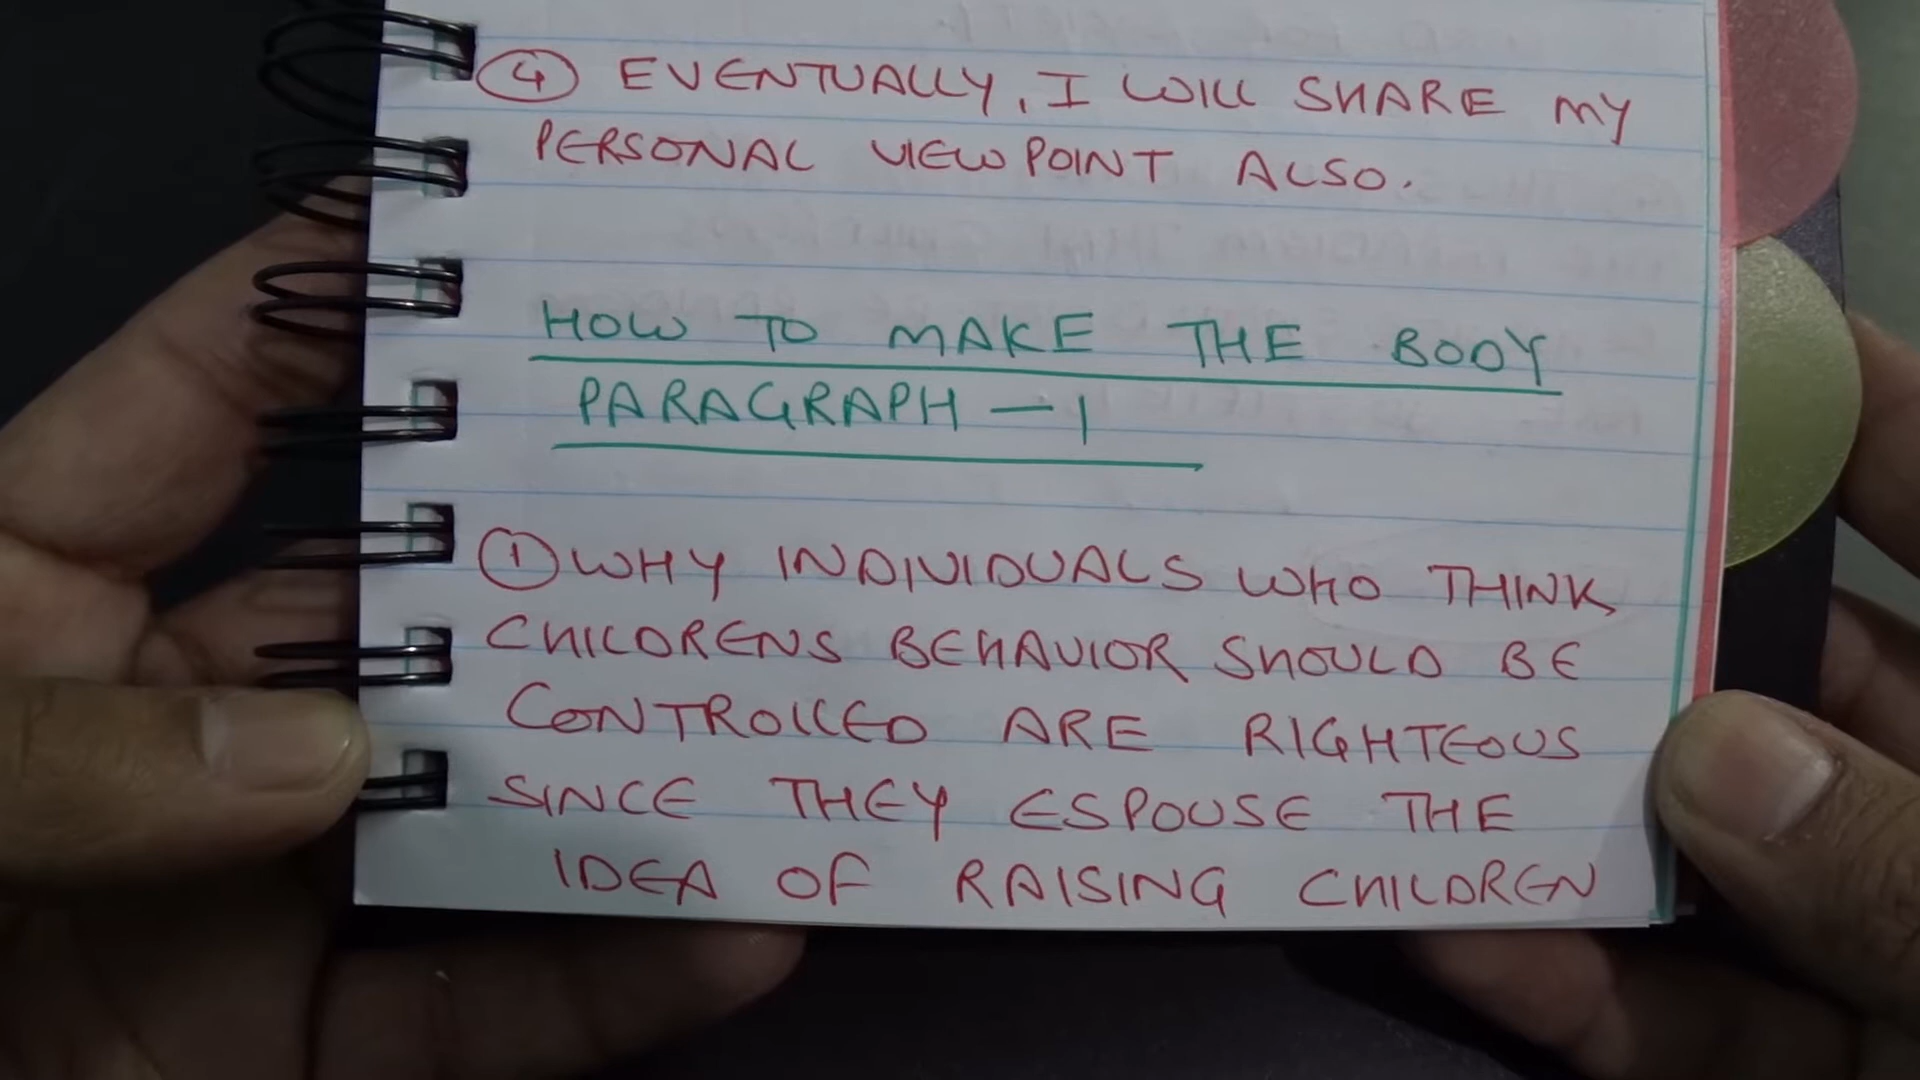 ④ EVENTUALLY, I WILL SHARE MY
PERSONAL VIEWPOINT ALSO.
HOW TO MAKE THE BODY
PARAGRAPH - 1
① WHY INDIVIDUALS WHO THINK
CHILDRENS BEHAVIOR SHOULD BE
CONTROLLED ARE RIGHTEOUS
SINCE THEY ESPOUSE THE
IDEA OF RAISING CHILDREN